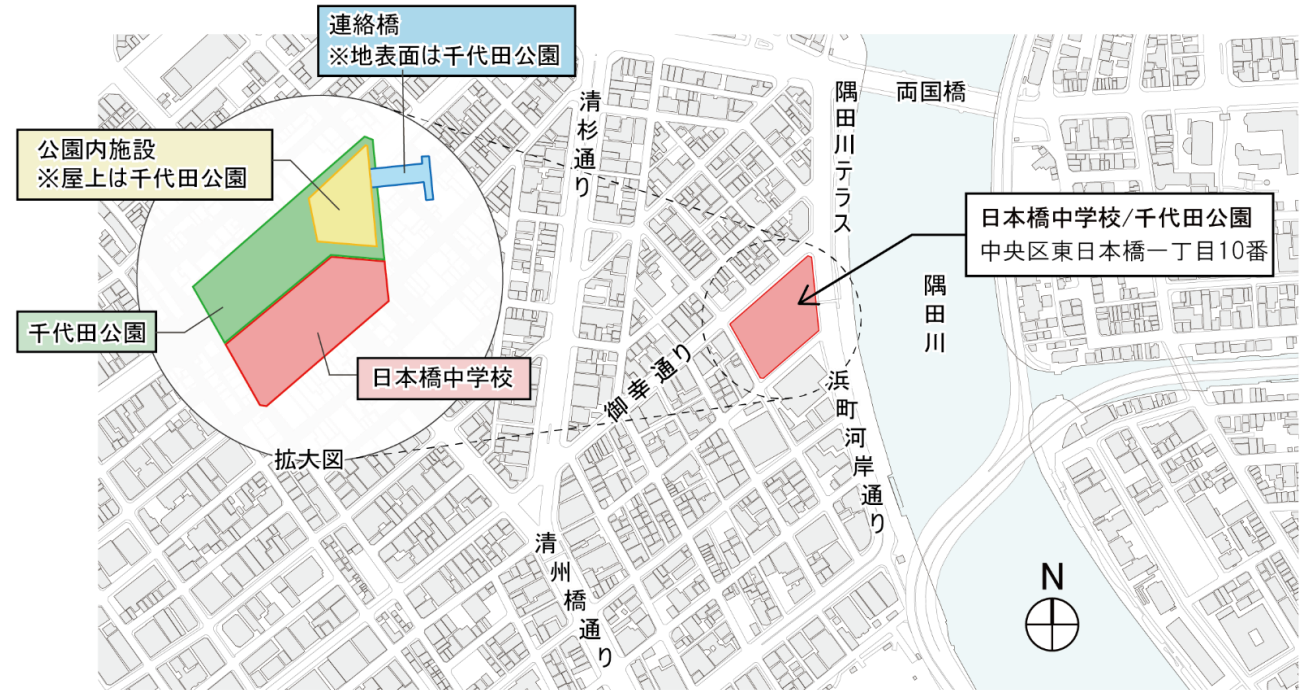 連絡橋
※地表面は千代田公園
公園内施設
※屋上は千代田公園
千代田公園
日本橋中学校
拡大図
清杉通り
御幸通り
清州橋通り
隅田川テラス
両国橋
日本橋中学校/千代田公園
中央区東日本橋一丁目10番
隅田川
浜町河岸通り
N